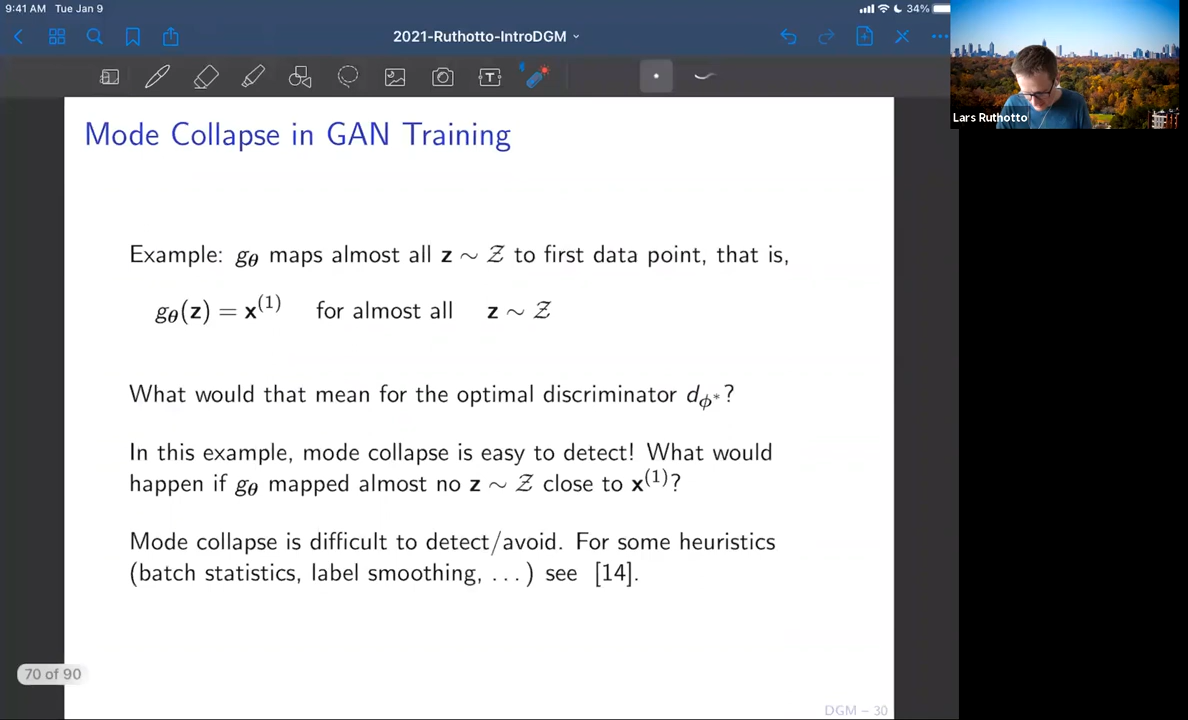 9:41 AM Tue Jan 9
34%
2021-Ruthotto-IntroDGM
T
Lars Ruthotto
Mode Collapse in GAN Training
Example: g_θ maps almost all z ∼ 𝒵 to first data point, that is,
g_θ(z) = x^(1) for almost all z ∼ 𝒵
What would that mean for the optimal discriminator d_ϕ*?
In this example, mode collapse is easy to detect! What would
happen if g_θ mapped almost no z ∼ 𝒵 close to x^(1)?
Mode collapse is difficult to detect/avoid. For some heuristics
(batch statistics, label smoothing, ...) see [14].
70 of 90
DGM – 30